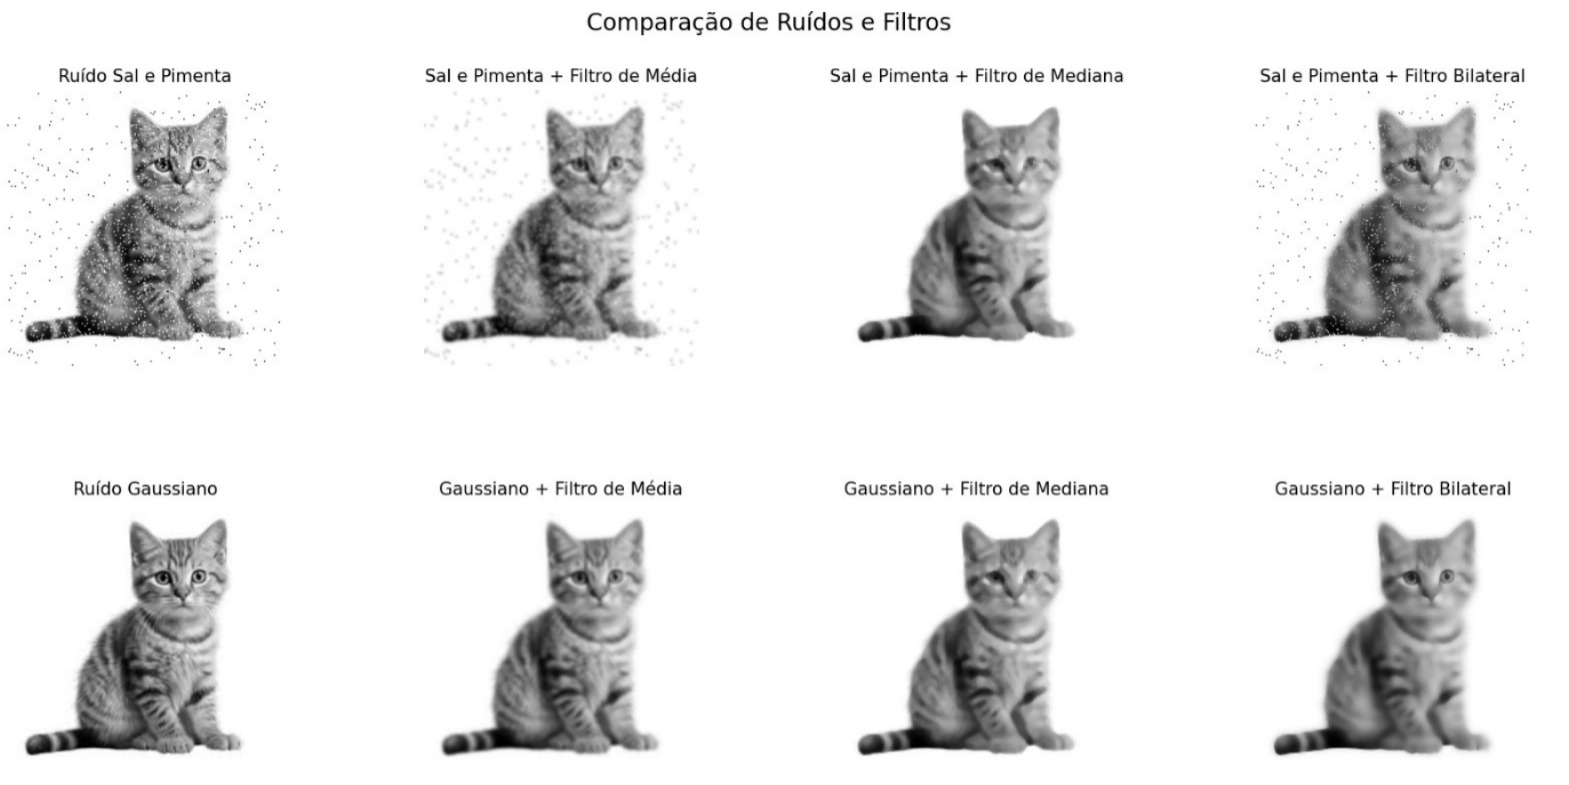 Comparação de Ruídos e Filtros
Ruído Sal e Pimenta
Sal e Pimenta + Filtro de Média
Sal e Pimenta + Filtro de Mediana
Sal e Pimenta + Filtro Bilateral
Ruído Gaussiano
Gaussiano + Filtro de Média
Gaussiano + Filtro de Mediana
Gaussiano + Filtro Bilateral